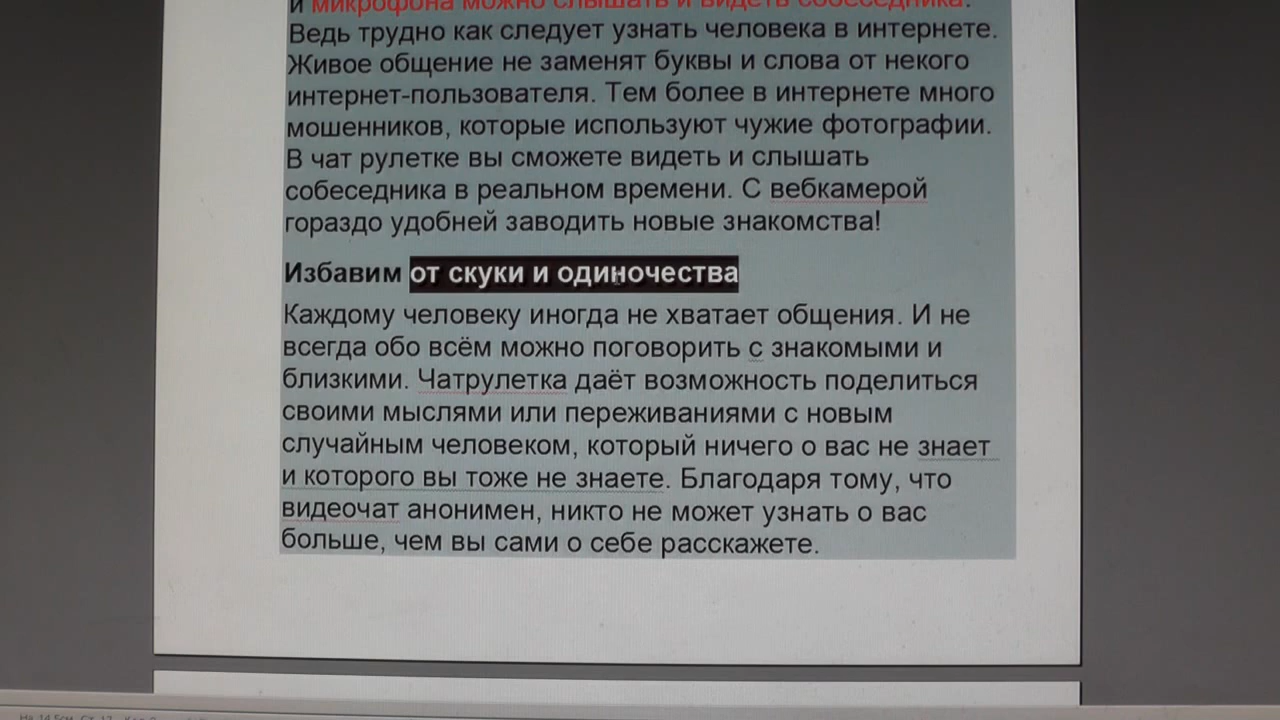 и микрофона можно слышать и видеть собеседника.
Ведь трудно как следует узнать человека в интернете.
Живое общение не заменят буквы и слова от некого
интернет-пользователя. Тем более в интернете много
мошенников, которые используют чужие фотографии.
В чат рулетке вы сможете видеть и слышать
собеседника в реальном времени. С вебкамерой
гораздо удобней заводить новые знакомства!
Избавим от скуки и одиночества
Каждому человеку иногда не хватает общения. И не
всегда обо всём можно поговорить с знакомыми и
близкими. Чатрулетка даёт возможность поделиться
своими мыслями или переживаниями с новым
случайным человеком, который ничего о вас не знает
и которого вы тоже не знаете. Благодаря тому, что
видеочат анонимен, никто не может узнать о вас
больше, чем вы сами о себе расскажете.